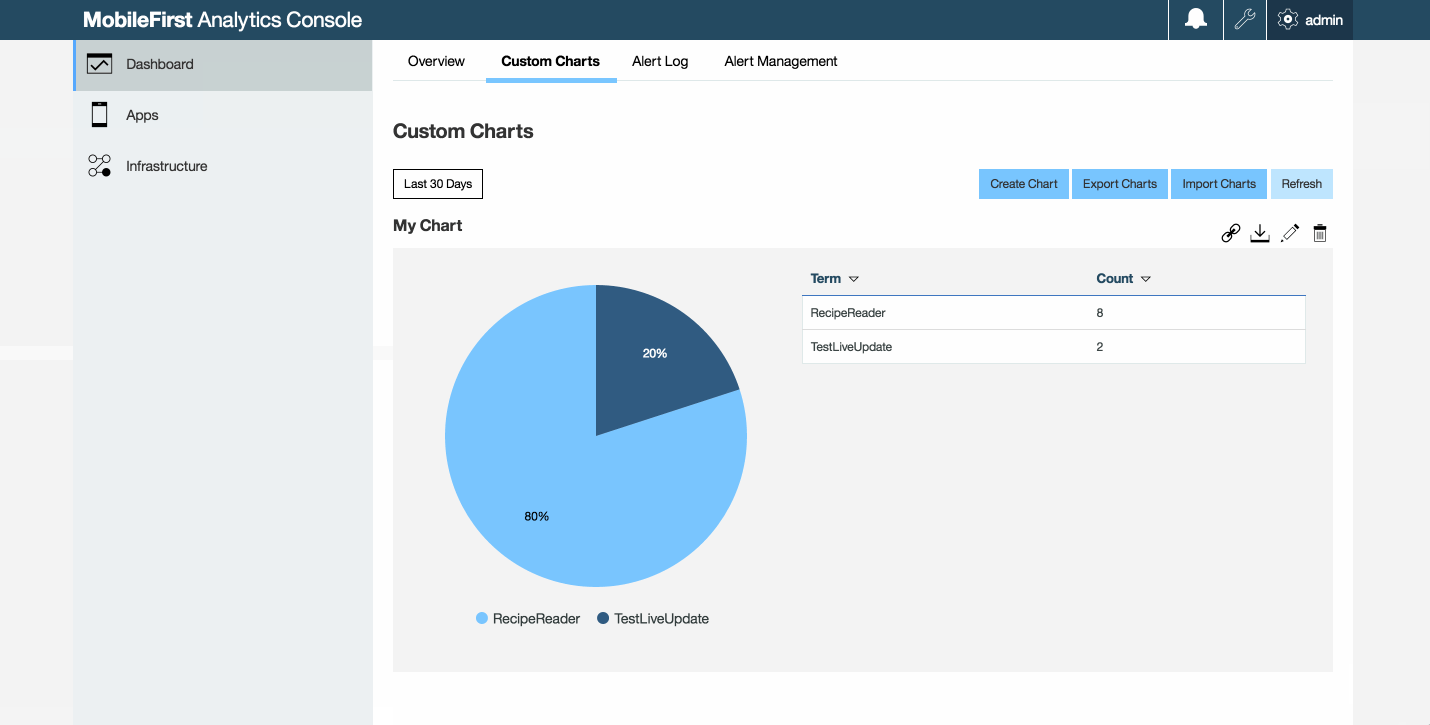 MobileFirst Analytics Console
admin
Dashboard
Apps
Infrastructure
Overview
Custom Charts
Alert Log
Alert Management
Custom Charts
Last 30 Days
Create Chart
Export Charts
Import Charts
Refresh
My Chart
20%
80%
RecipeReader
TestLiveUpdate
Term
Count
RecipeReader 8
TestLiveUpdate 2